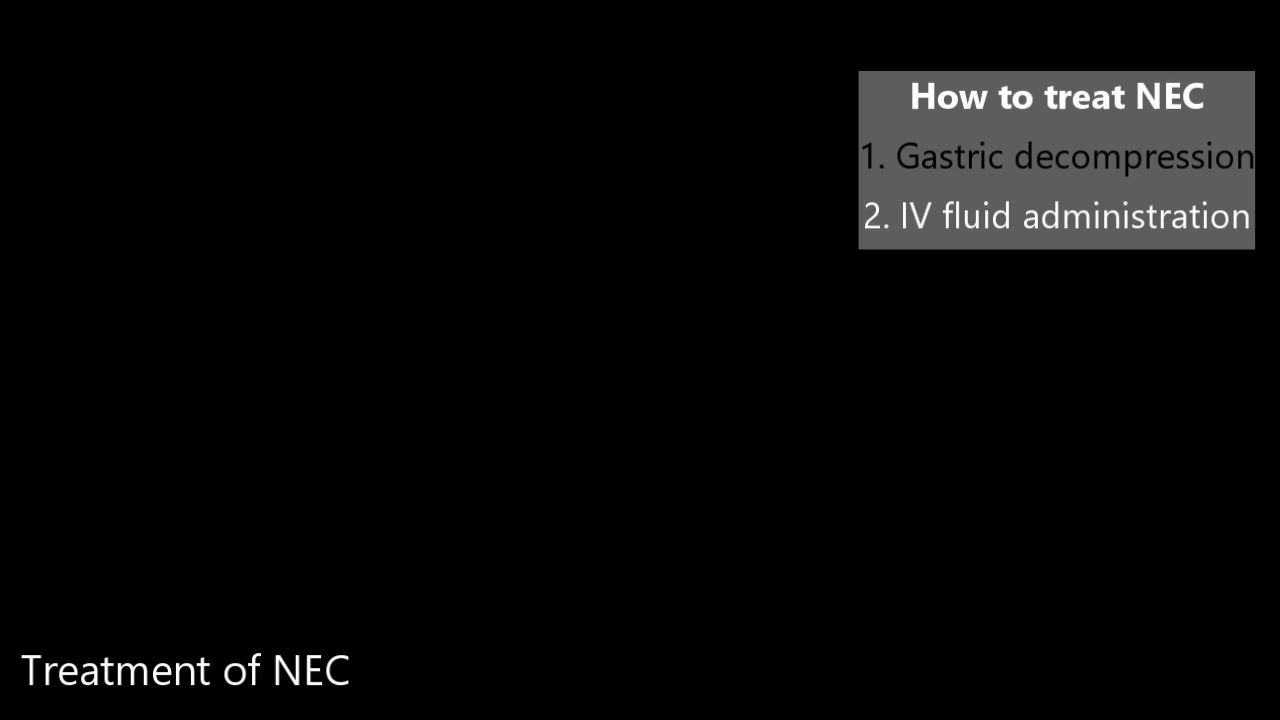 How to treat NEC
1. Gastric decompression
2. IV fluid administration
Treatment of NEC